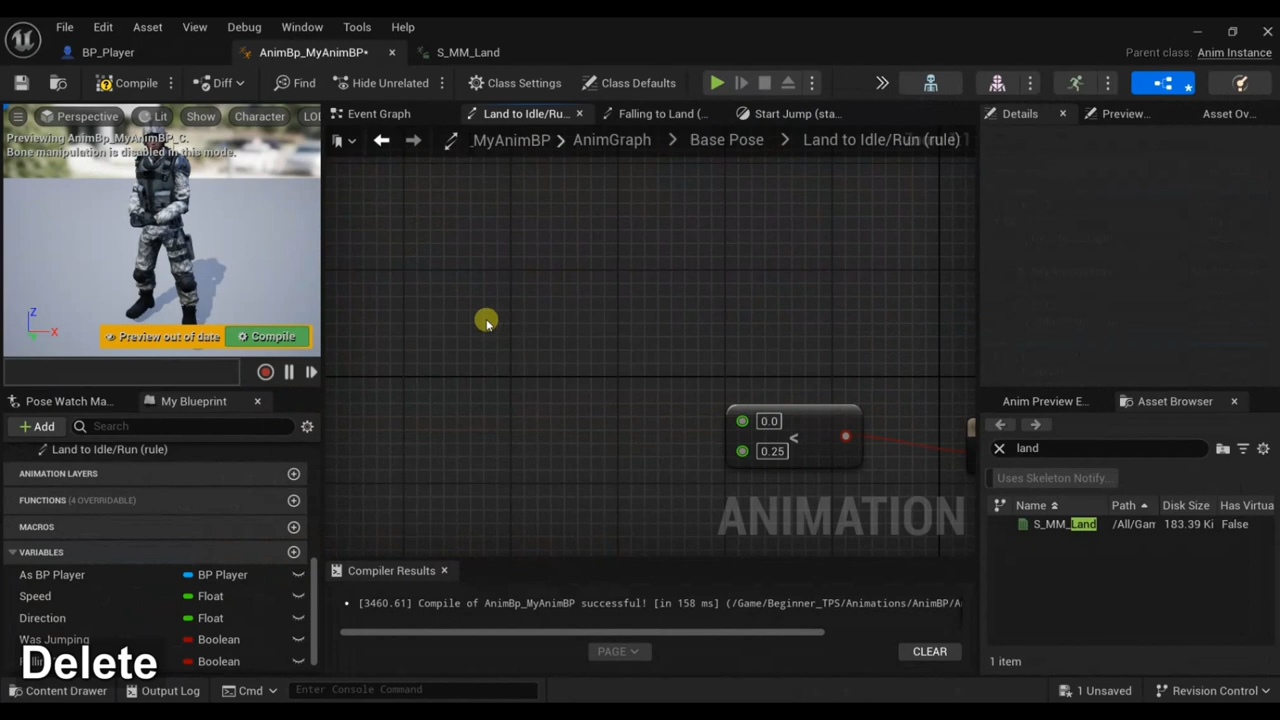 File Edit Asset View Debug Window Tools Help
BP_Player AnimBp_MyAnimBP* S_MM_Land
Parent class: Anim Instance
Compile Diff Find Hide Unrelated Class Settings Class Defaults
Perspective Lit Show Character LO
Previewing AnimBp_MyAnimBP_C.
Bone manipulation is disabled in this mode.
Z
X
Preview out of date Compile
Event Graph Land to Idle/Ru... Falling to Land (... Start Jump (sta...
_MyAnimBP > AnimGraph > Base Pose > Land to Idle/Run (rule)
0.0
<
0.25
ANIMATION
Details Preview... Asset Ov...
Pose Watch Ma... My Blueprint
Add Search
Land to Idle/Run (rule)
ANIMATION LAYERS
FUNCTIONS (4 OVERRIDABLE)
MACROS
VARIABLES
As BP Player BP Player
Speed Float
Direction Float
Was Jumping Boolean
Boolean
Delete
Compiler Results
• [3460.61] Compile of AnimBp_MyAnimBP successful! [in 158 ms] (/Game/Beginner_TPS/Animations/AnimBP/A
PAGE CLEAR
Anim Preview E... Asset Browser
land
Uses Skeleton Notify...
Name Path Disk Size Has Virtua
S_MM_Land /All/Gam 183.39 Ki False
1 item
Content Drawer Output Log Cmd Enter Console Command 1 Unsaved Revision Control